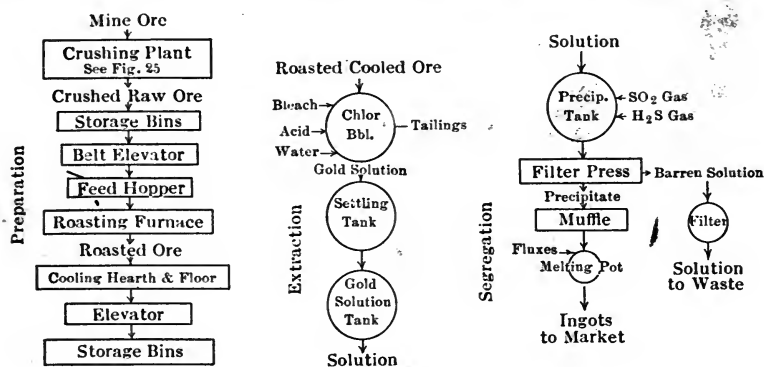 Preparation
Mine Ore
Crushing Plant
See Fig. 25
Crushed Raw Ore
Storage Bins
Belt Elevator
Feed Hopper
Roasting Furnace
Roasted Ore
Cooling Hearth & Floor
Elevator
Storage Bins
Extraction
Roasted Cooled Ore
Bleach
Acid
Water
Chlor
Bbl.
Tailings
Gold Solution
Settling
Tank
Gold
Solution
Tank
Solution
Segregation
Solution
Precip.
Tank
SO2 Gas
H2S Gas
Filter Press
Barren Solution
Precipitate
Muffle
Filter
Fluxes
Melting Pot
Solution
to Waste
Ingots
to Market